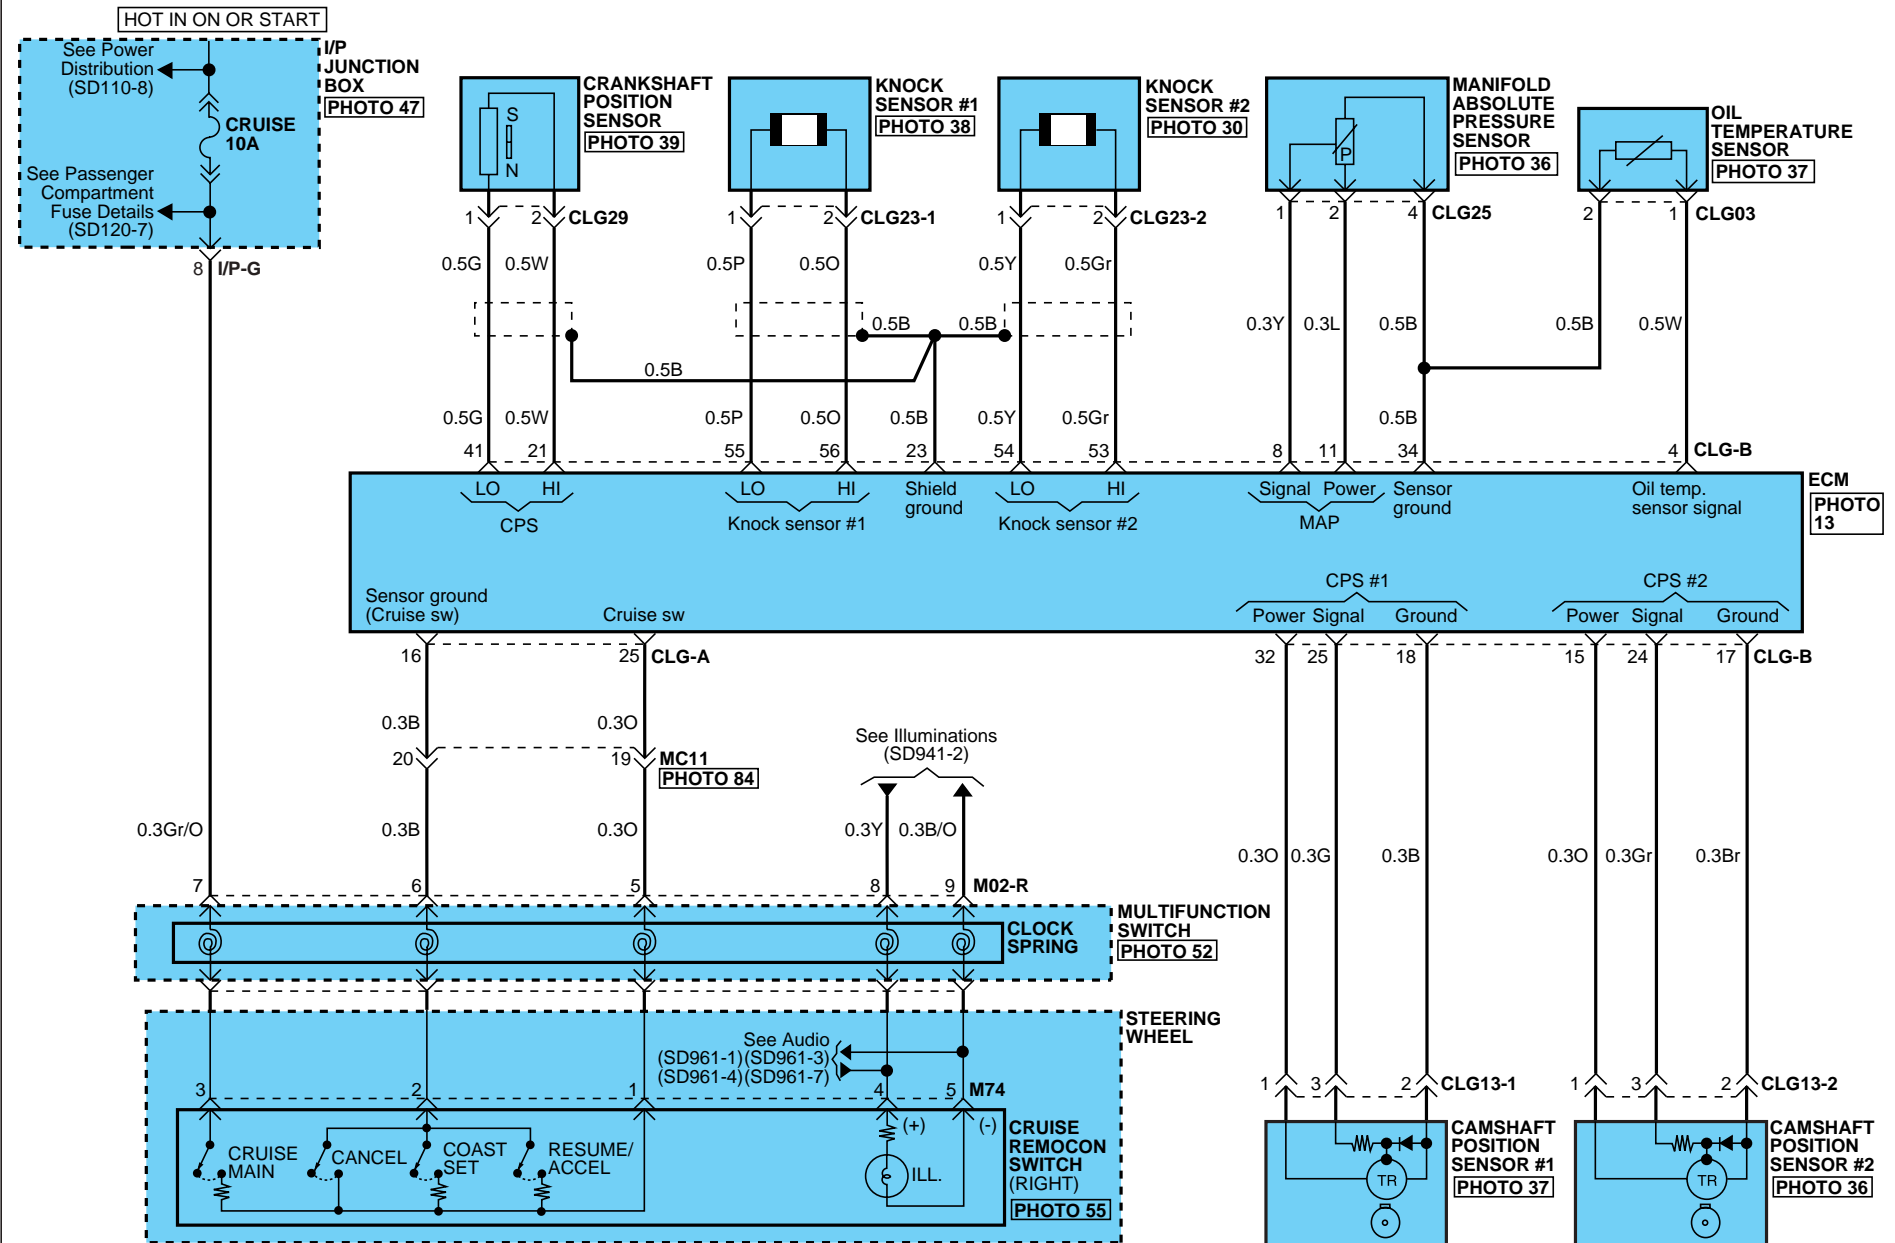 HOT IN ON OR START
See Power
Distribution
(SD110-8)
I/P
JUNCTION
BOX
PHOTO 47
CRUISE
10A
See Passenger
Compartment
Fuse Details
(SD120-7)
8 I/P-G
CRANKSHAFT
POSITION
SENSOR
PHOTO 39
S
N
KNOCK
SENSOR #1
PHOTO 38
KNOCK
SENSOR #2
PHOTO 30
MANIFOLD
ABSOLUTE
PRESSURE
SENSOR
PHOTO 36
P
OIL
TEMPERATURE
SENSOR
PHOTO 37
1 2 CLG29
1 2 CLG23-1
1 2 CLG23-2
1 2 4 CLG25
2 1 CLG03
0.5G 0.5W 0.5P 0.5O 0.5Y 0.5Gr
0.5B 0.5B 0.3Y 0.3L 0.5B 0.5B 0.5W
0.5B
0.5G 0.5W 0.5P 0.5O 0.5B 0.5Y 0.5Gr 0.5B
41 21 55 56 23 54 53 8 11 34 4 CLG-B
ECM
PHOTO
13
LO HI
CPS
LO HI
Knock sensor #1
Shield
ground
LO HI
Knock sensor #2
Signal Power
MAP
Sensor
ground
Oil temp.
sensor signal
Sensor ground
(Cruise sw)
Cruise sw
CPS #1
Power Signal Ground
CPS #2
Power Signal Ground
16 25 CLG-A
32 25 18 15 24 17 CLG-B
0.3B 0.3O
20 19 MC11
PHOTO 84
See Illuminations
(SD941-2)
0.3Gr/O 0.3B 0.3O 0.3Y 0.3B/O
0.3O 0.3G 0.3B 0.3O 0.3Gr 0.3Br
7 6 5 8 9 M02-R
CLOCK
SPRING
MULTIFUNCTION
SWITCH
PHOTO 52
STEERING
WHEEL
See Audio
(SD961-1)(SD961-3)
(SD961-4)(SD961-7)
3 2 1 4 5 M74
CRUISE
MAIN
CANCEL
COAST
SET
RESUME/
ACCEL
(+) (-)
ILL.
CRUISE
REMOCON
SWITCH
(RIGHT)
PHOTO 55
1 3 2 CLG13-1
TR
CAMSHAFT
POSITION
SENSOR #1
PHOTO 37
1 3 2 CLG13-2
TR
CAMSHAFT
POSITION
SENSOR #2
PHOTO 36